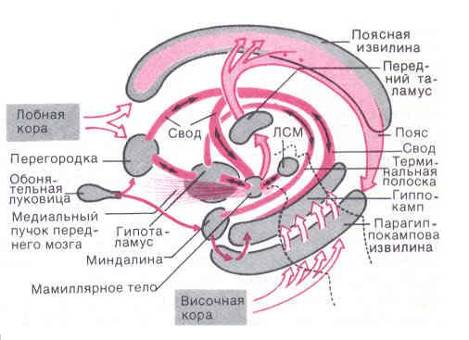 Поясная
извилина
Перед-
ний та-
ламус
Лобная
кора
Свод
ЛСМ
Пояс
Свод
Терми-
нальная
полоска
Перегородка
Обоня-
тельная
луковица
Гиппо-
камп
Медиальный
пучок перед-
него мозга
Гипота-
ламус
Парагип-
покампова
извилина
Миндалина
Мамиллярное тело
Височная
кора